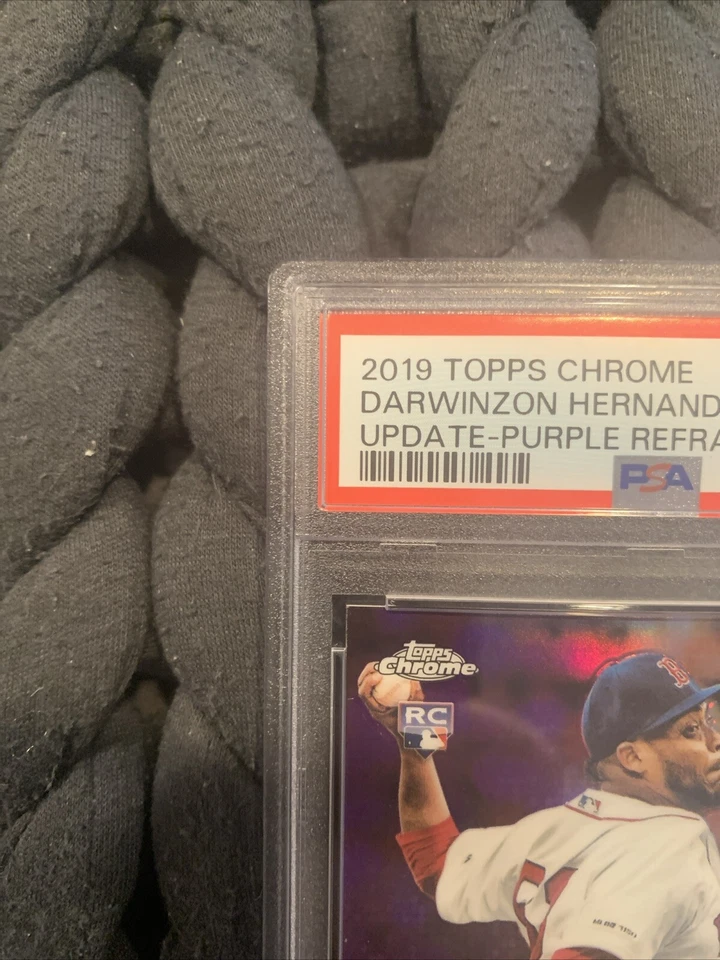 2019 TOPPS CHROME
DARWINZON HERNAND
UPDATE-PURPLE REFRA
PSA
topps
Chrome
RC
B